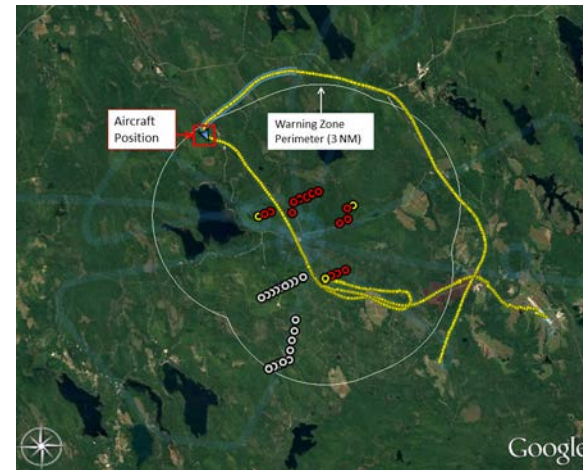 Aircraft
Position
Warning Zone
Perimeter (3 NM)
Google